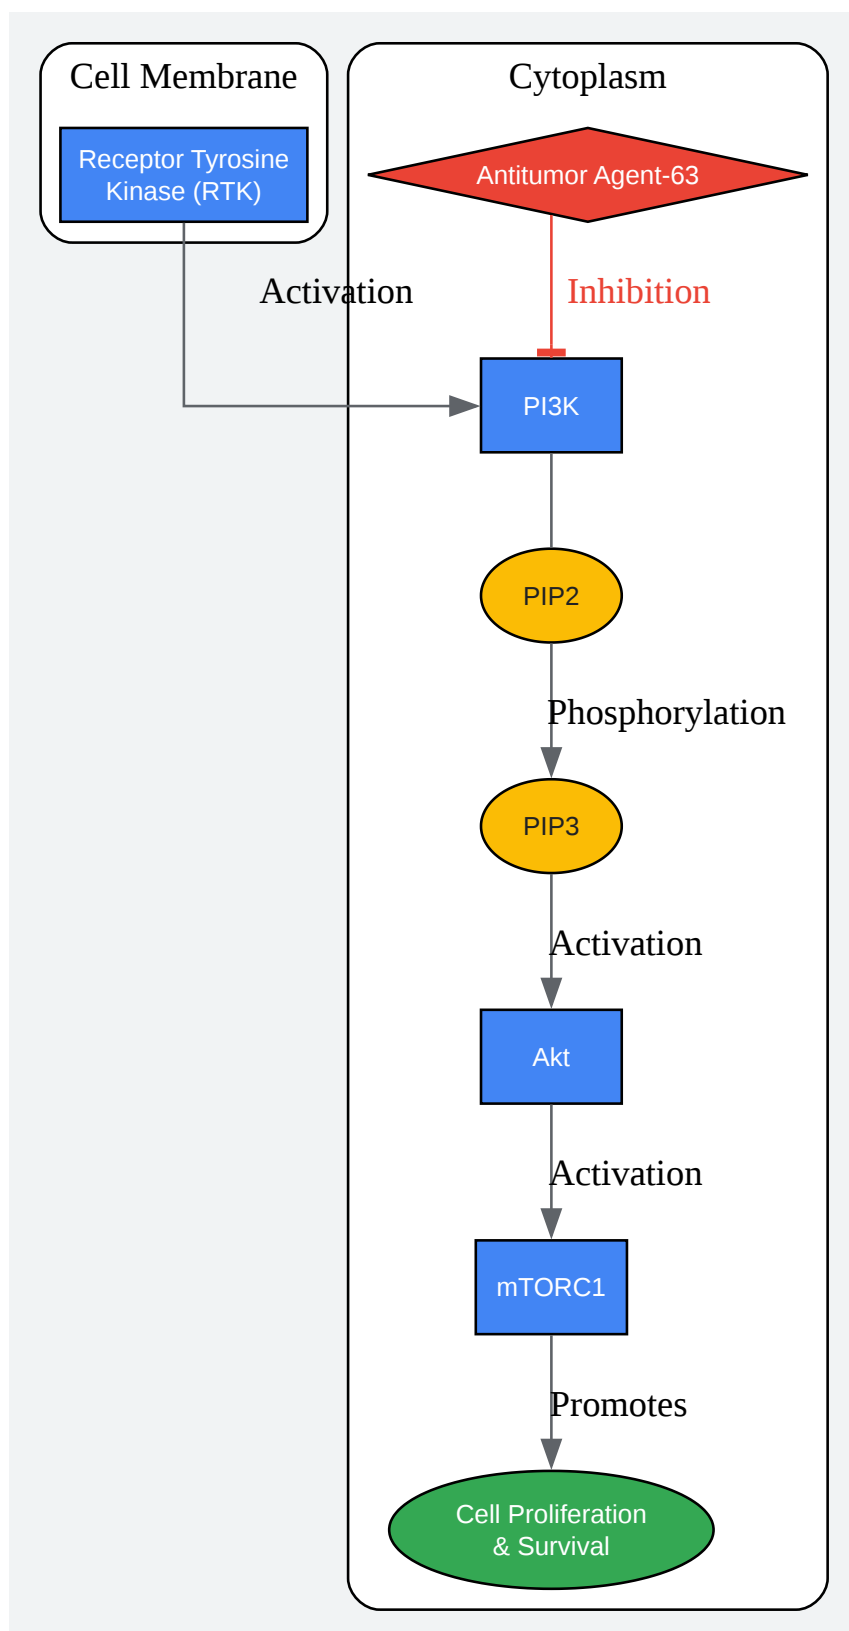 Cell Membrane
Cytoplasm
Receptor Tyrosine
Kinase (RTK)
Antitumor Agent-63
Activation
Inhibition
PI3K
PIP2
Phosphorylation
PIP3
Activation
Akt
Activation
mTORC1
Promotes
Cell Proliferation
& Survival